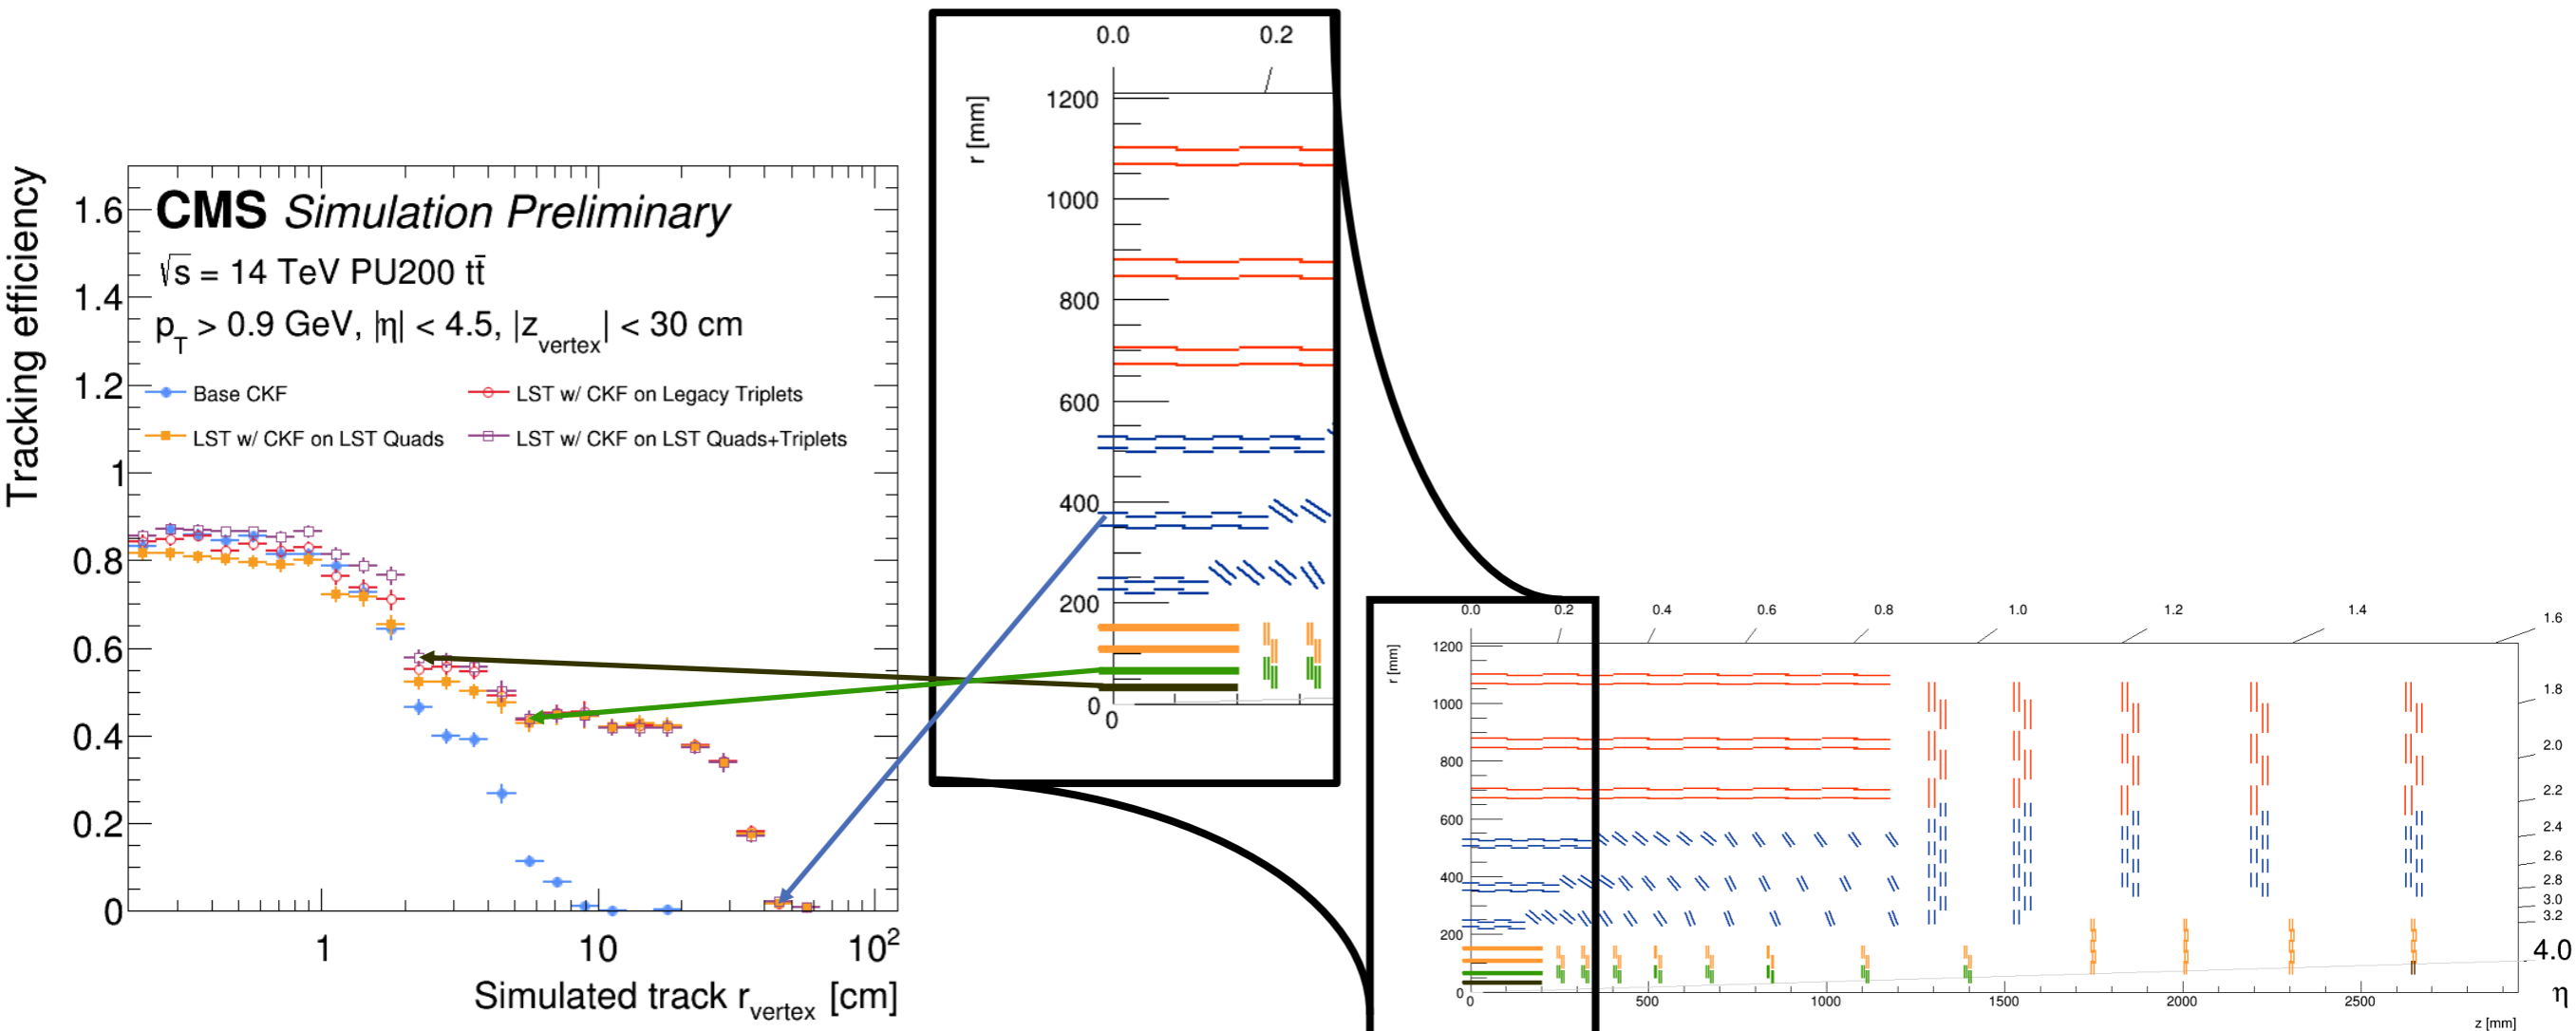 Tracking efficiency
CMS Simulation Preliminary
√s = 14 TeV PU200 tt̄
p_T > 0.9 GeV, |η| < 4.5, |z_vertex| < 30 cm
Base CKF
LST w/ CKF on Legacy Triplets
LST w/ CKF on LST Quads
LST w/ CKF on LST Quads+Triplets
1.6
1.4
1.2
1
0.8
0.6
0.4
0.2
0
1 10 10²
Simulated track r_vertex [cm]
0.0 0.2
r [mm]
1200
1000
800
600
400
200
0
0
0.0 0.2 0.4 0.6 0.8 1.0 1.2 1.4 1.6
r [mm]
1200
1000
800
600
400
200
0
1.8
2.0
2.2
2.4
2.6
2.8
3.0
3.2
4.0
0 500 1000 1500 2000 2500
η
z [mm]